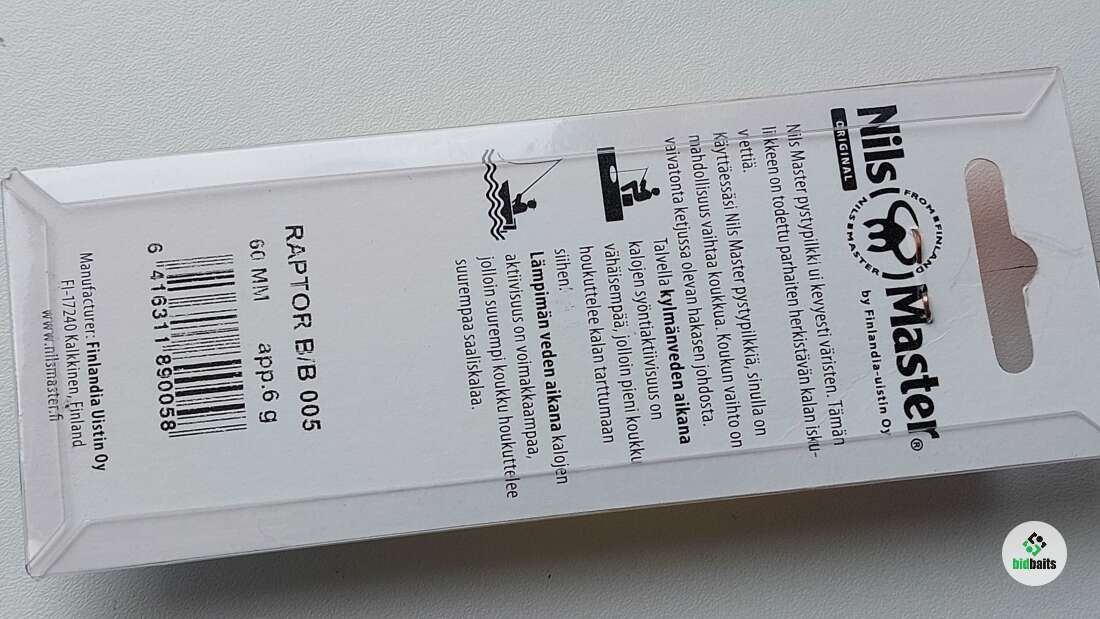 Nils Master®
ORIGINAL
FROM FINLAND
NILS MASTER
by Finlandia-uistin Oy
Nils Master pystypilkki ui kevyesti väristen. Tämän
liikkeen on todettu parhaiten herkistävän kalan isku-
viettiä.
Käyttäessäsi Nils Master pystypilkkiä, sinulla on
mahdollisuus vaihtaa koukkua. Koukun vaihto on
vaivatonta ketjussa olevan hakasen johdosta.
Talvella kylmänveden aikana
kalojen syöntiaktiivisuus on
vähäisempää, jolloin pieni koukku
houkuttelee kalan tarttumaan
siihen.
Lämpimän veden aikana kalojen
aktiivisuus on voimakkaampaa,
jolloin suurempi koukku houkuttelee
suurempaa saaliskalaa.
RAPTOR B/B 005
60 MM app.6 g
6 416311 890058
Manufacturer: Finlandia Uistin Oy
FI-17240 Kalkkinen, Finland
www.nilsmaster.fi
bidbaits